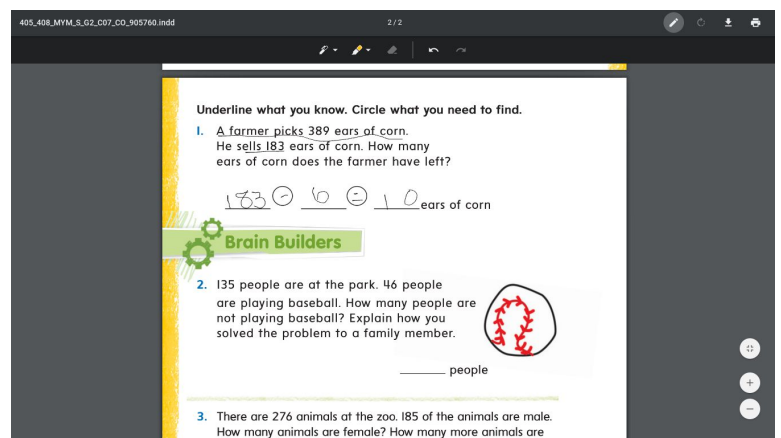 405_408_MYM_S_G2_C07_CO_905760.indd
2 / 2
Underline what you know. Circle what you need to find.
1. A farmer picks 389 ears of corn.
He sells 183 ears of corn. How many
ears of corn does the farmer have left?
183 - 6 = 10 ears of corn
Brain Builders
2. 135 people are at the park. 46 people
are playing baseball. How many people are
not playing baseball? Explain how you
solved the problem to a family member.
people
3. There are 276 animals at the zoo. 185 of the animals are male.
How many animals are female? How many more animals are